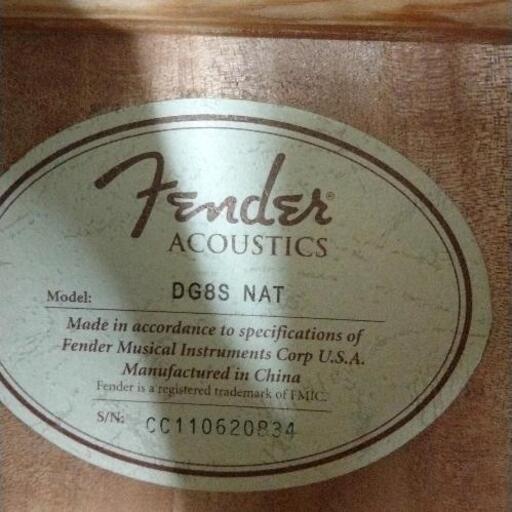 Fender®
ACOUSTICS
Model: DG8S NAT
Made in accordance to specifications of
Fender Musical Instruments Corp U.S.A.
Manufactured in China
Fender is a registered trademark of FMIC.
S/N: CC110620834